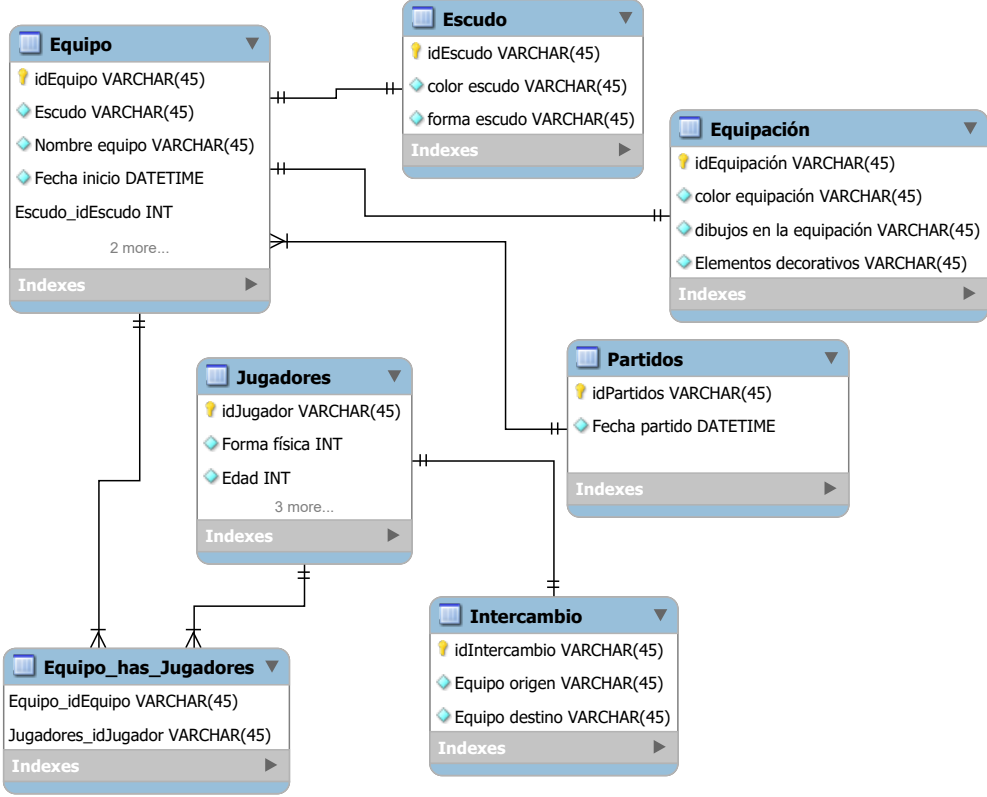 Equipo
idEquipo VARCHAR(45)
Escudo VARCHAR(45)
Nombre equipo VARCHAR(45)
Fecha inicio DATETIME
Escudo_idEscudo INT
2 more...
Indexes
Escudo
idEscudo VARCHAR(45)
color escudo VARCHAR(45)
forma escudo VARCHAR(45)
Indexes
Equipación
idEquipación VARCHAR(45)
color equipación VARCHAR(45)
dibujos en la equipación VARCHAR(45)
Elementos decorativos VARCHAR(45)
Indexes
Jugadores
idJugador VARCHAR(45)
Forma física INT
Edad INT
3 more...
Indexes
Partidos
idPartidos VARCHAR(45)
Fecha partido DATETIME
Indexes
Equipo_has_Jugadores
Equipo_idEquipo VARCHAR(45)
Jugadores_idJugador VARCHAR(45)
Indexes
Intercambio
idIntercambio VARCHAR(45)
Equipo origen VARCHAR(45)
Equipo destino VARCHAR(45)
Indexes